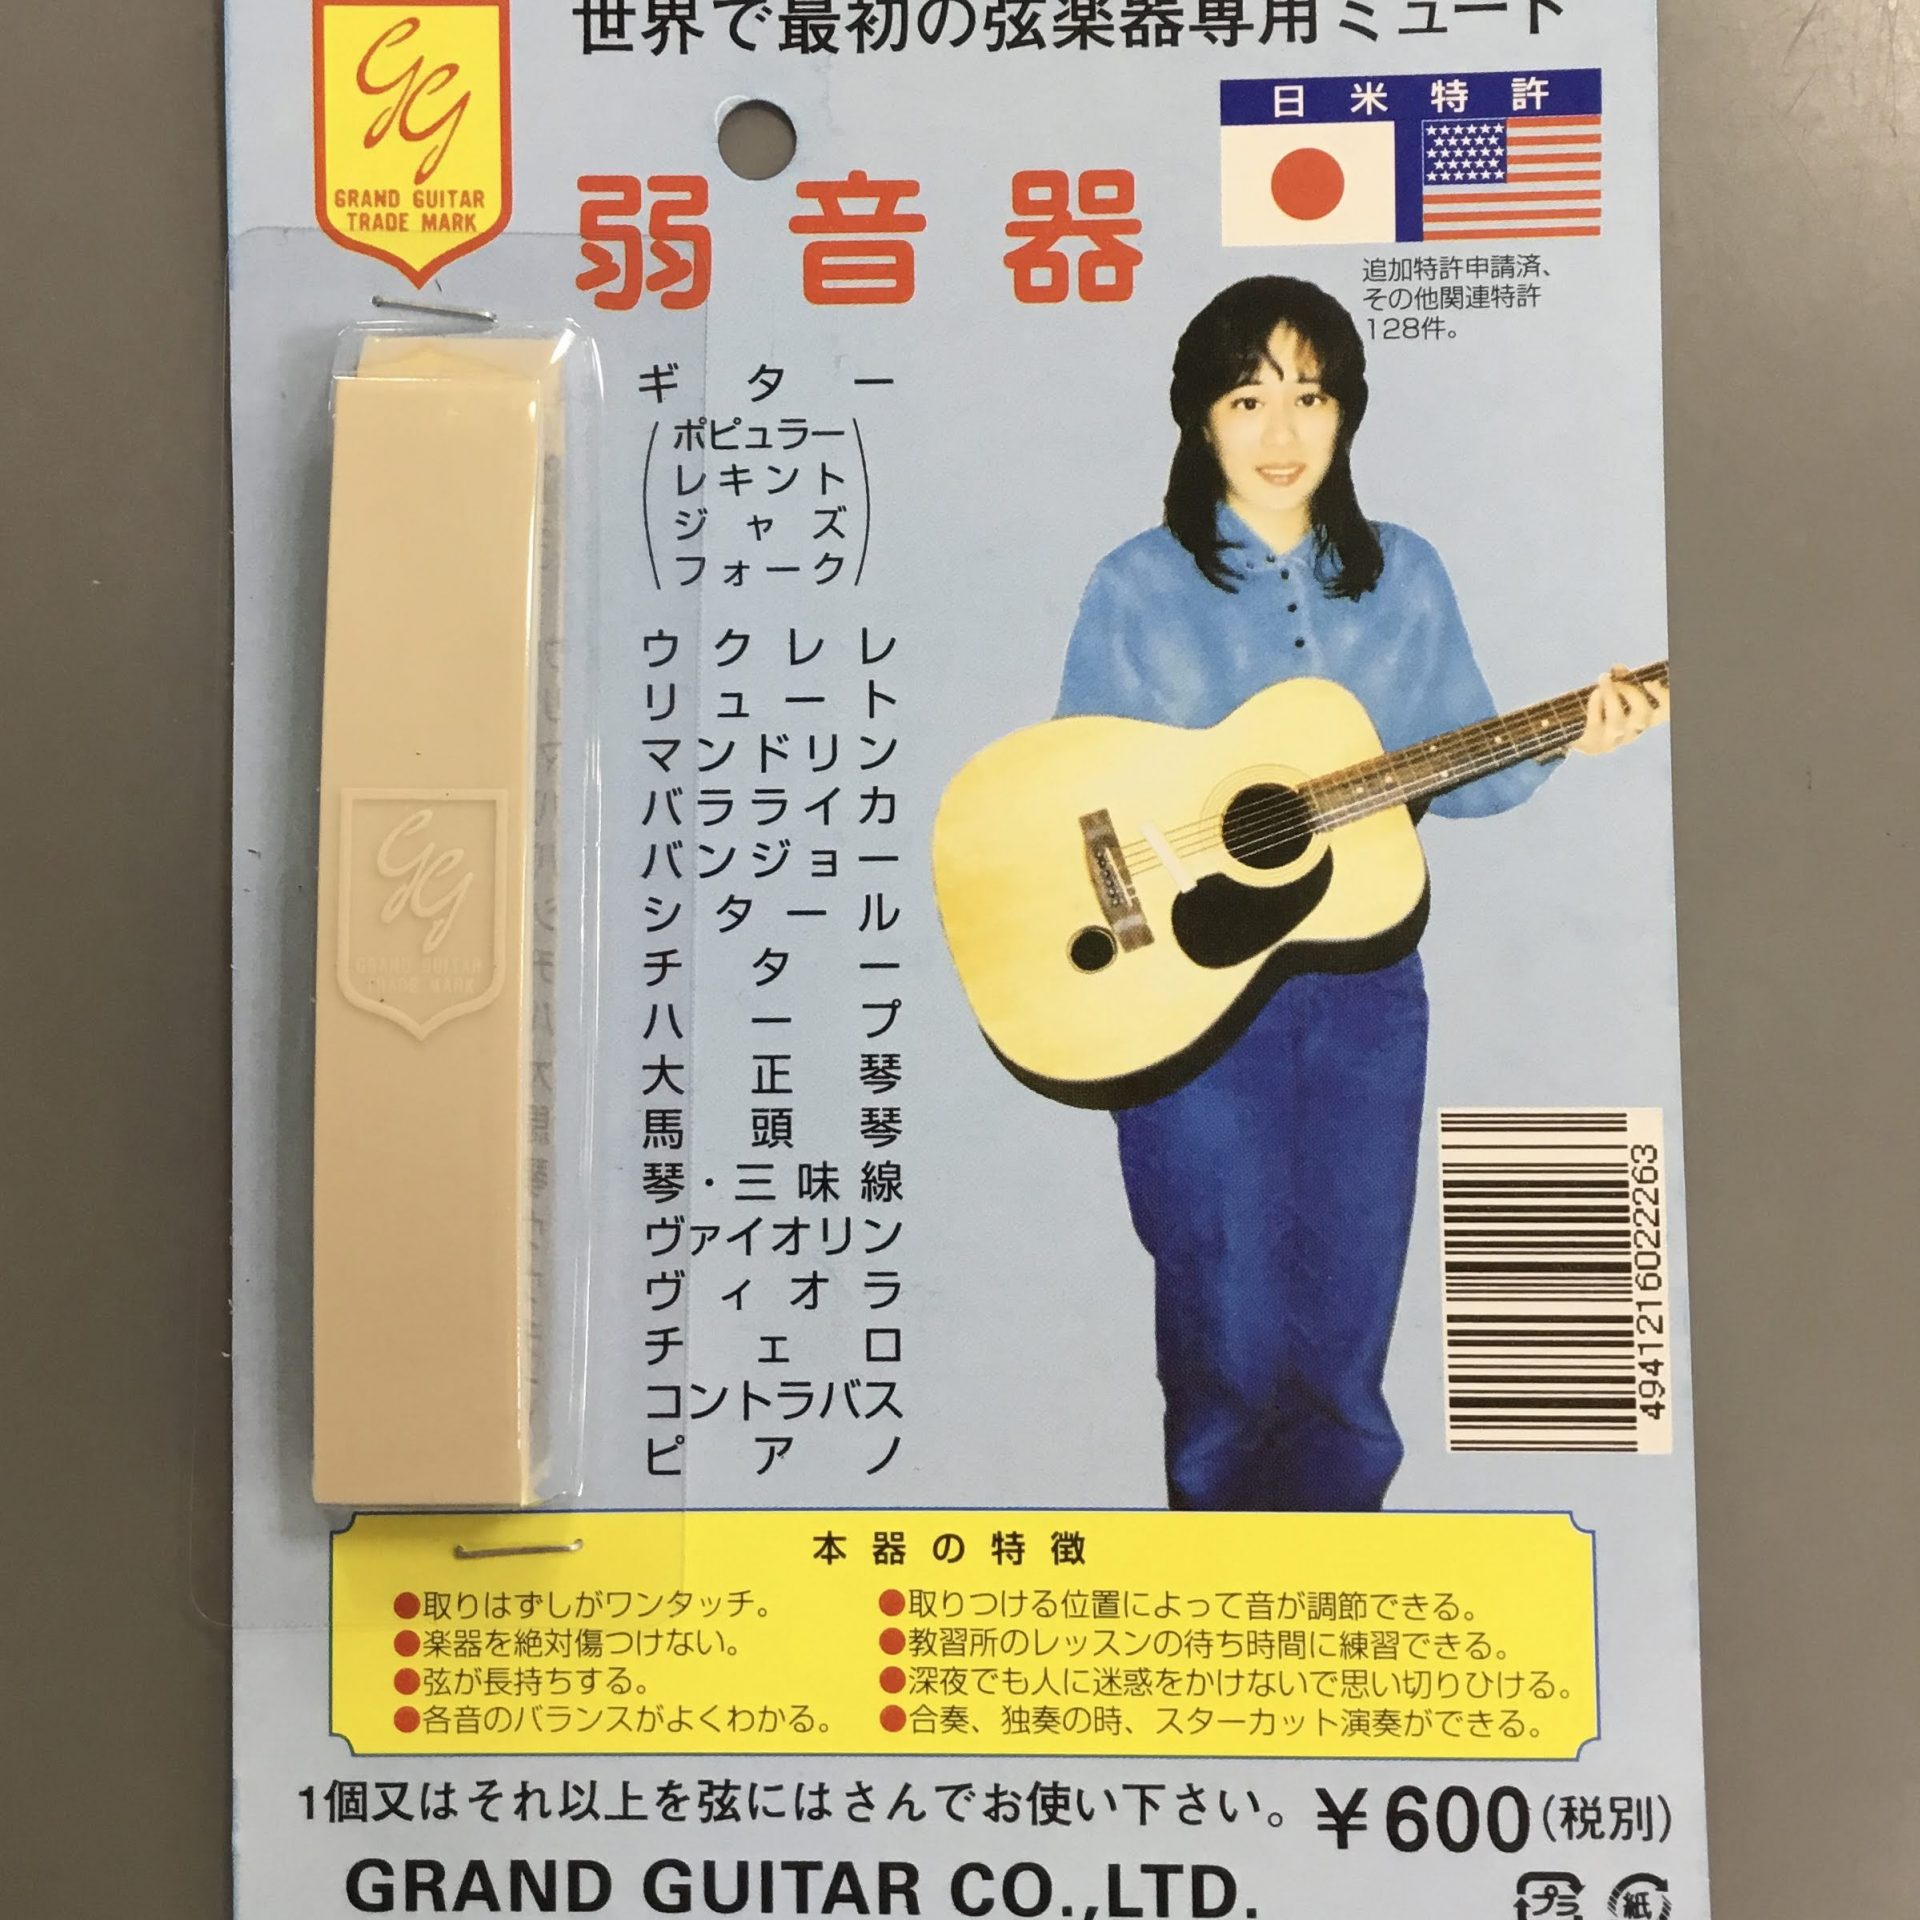 世界で最初の弦楽器専用ミュート
GG
GRAND GUITAR
TRADE MARK
日米特許
弱音器
追加特許申請済、
その他関連特許
128件。
ギター
ポピュラー
レキント
ジャズ
フォーク
ウクレレ
リュート
マンドリン
バラライカ
バンジョー
シタール
チター
ハープ
大正琴
馬頭琴
琴・三味線
ヴァイオリン
ヴィオラ
チェロ
コントラバス
ピアノ
GG
GRAND GUITAR
TRADE MARK
4941216022263
本器の特徴
●取りはずしがワンタッチ。
●楽器を絶対傷つけない。
●弦が長持ちする。
●各音のバランスがよくわかる。
●取りつける位置によって音が調節できる。
●教習所のレッスンの待ち時間に練習できる。
●深夜でも人に迷惑をかけないで思い切りひける。
●合奏、独奏の時、スターカット演奏ができる。
1個又はそれ以上を弦にはさんでお使い下さい。￥600(税別)
GRAND GUITAR CO.,LTD.
プラ
紙